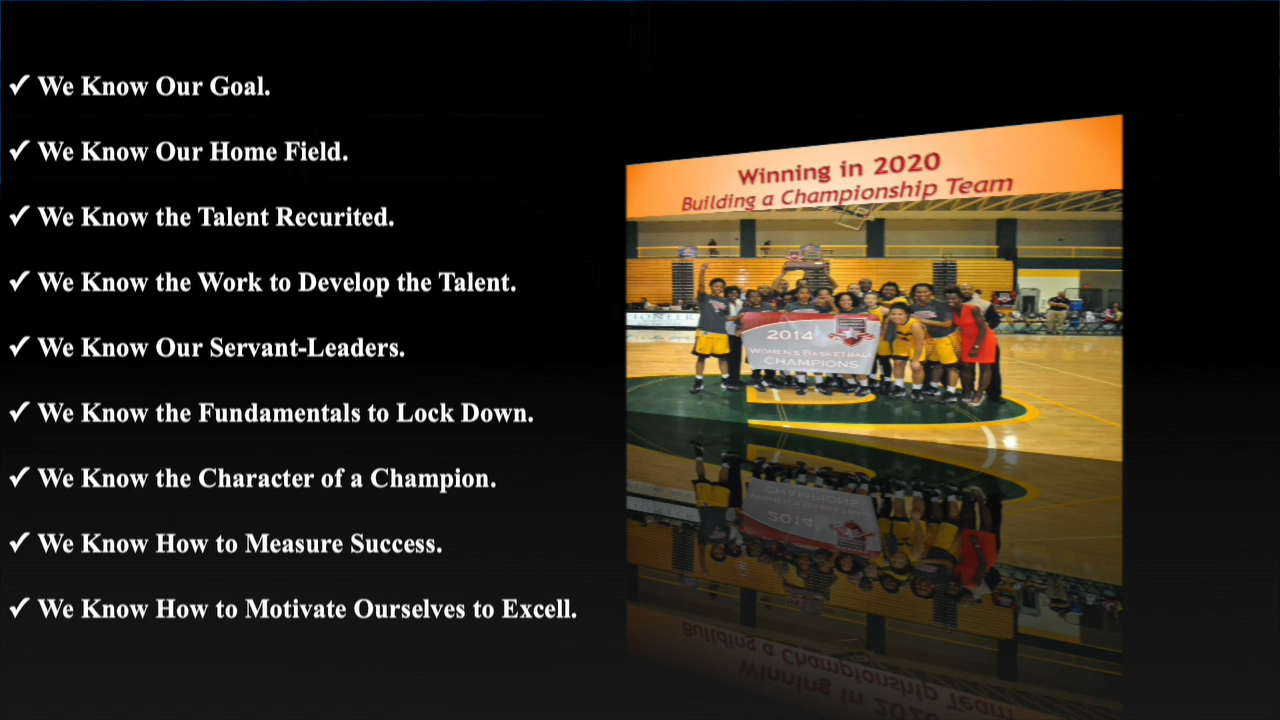 ✓ We Know Our Goal.
✓ We Know Our Home Field.
✓ We Know the Talent Recurited.
✓ We Know the Work to Develop the Talent.
✓ We Know Our Servant-Leaders.
✓ We Know the Fundamentals to Lock Down.
✓ We Know the Character of a Champion.
✓ We Know How to Measure Success.
✓ We Know How to Motivate Ourselves to Excell.
Winning in 2020
Building a Championship Team
2014
WOMEN'S BASKETBALL
CHAMPIONS